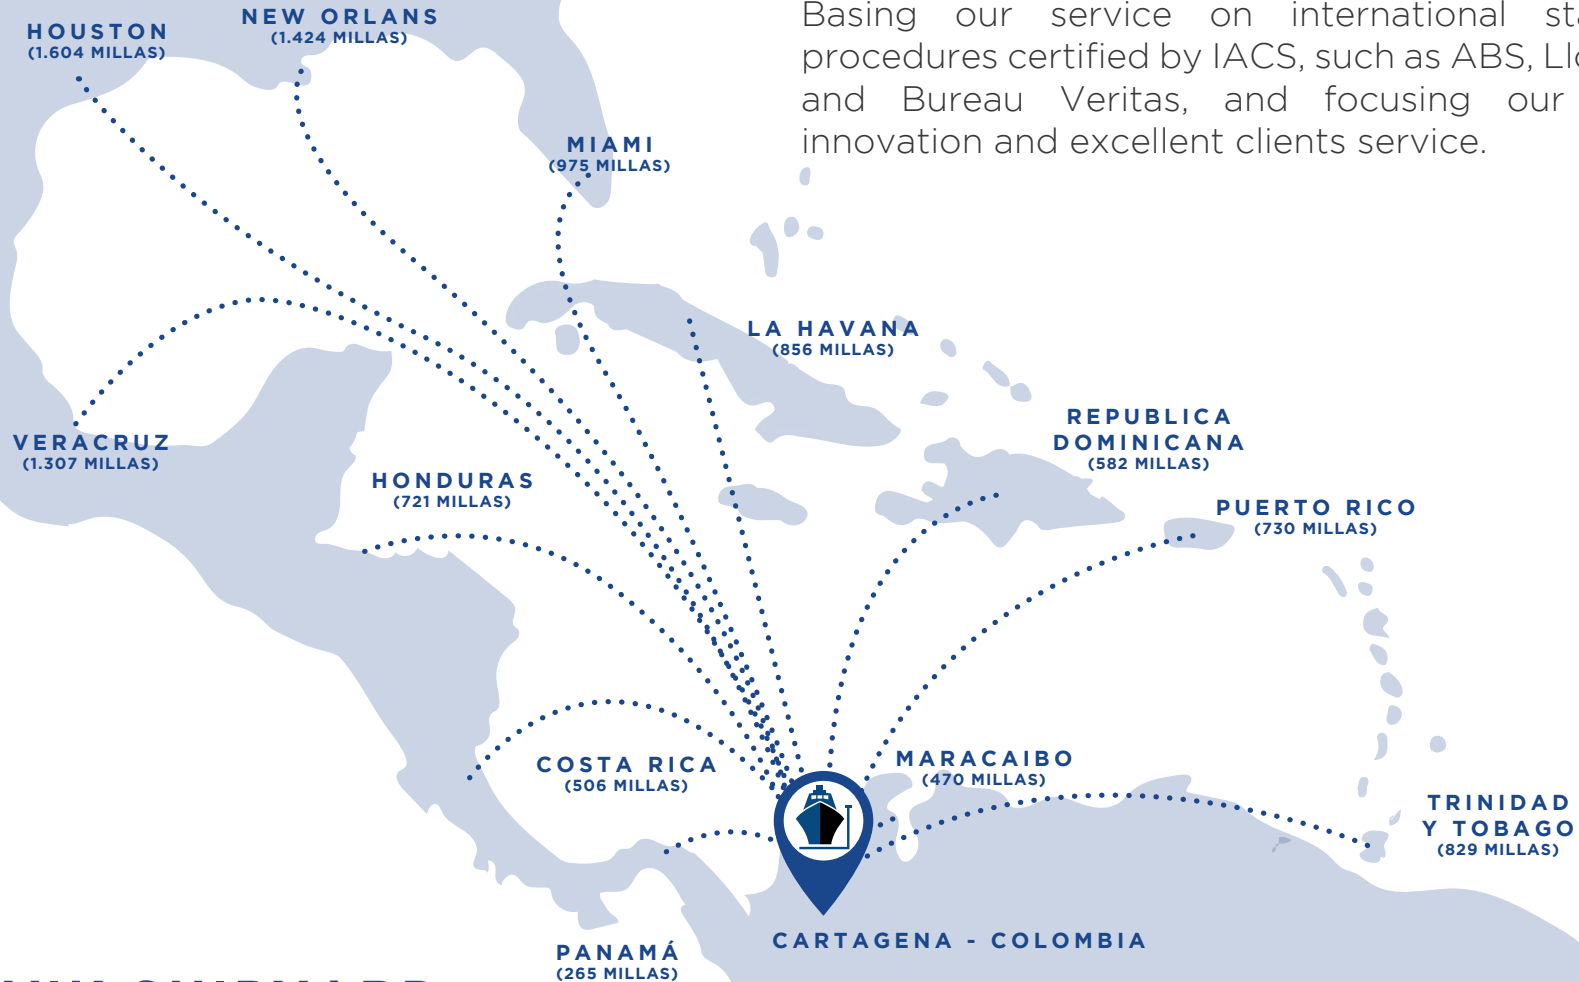 Basing our service on international
procedures certified by IACS, such as ABS,
and Bureau Veritas, and focusing our
innovation and excellent clients service.
HOUSTON
(1.604 MILLAS)
NEW ORLANS
(1.424 MILLAS)
MIAMI
(975 MILLAS)
LA HAVANA
(856 MILLAS)
VERACRUZ
(1.307 MILLAS)
HONDURAS
(721 MILLAS)
REPUBLICA
DOMINICANA
(582 MILLAS)
PUERTO RICO
(730 MILLAS)
COSTA RICA
(506 MILLAS)
MARACAIBO
(470 MILLAS)
TRINIDAD
Y TOBAGO
(829 MILLAS)
CARTAGENA - COLOMBIA
PANAMÁ
(265 MILLAS)